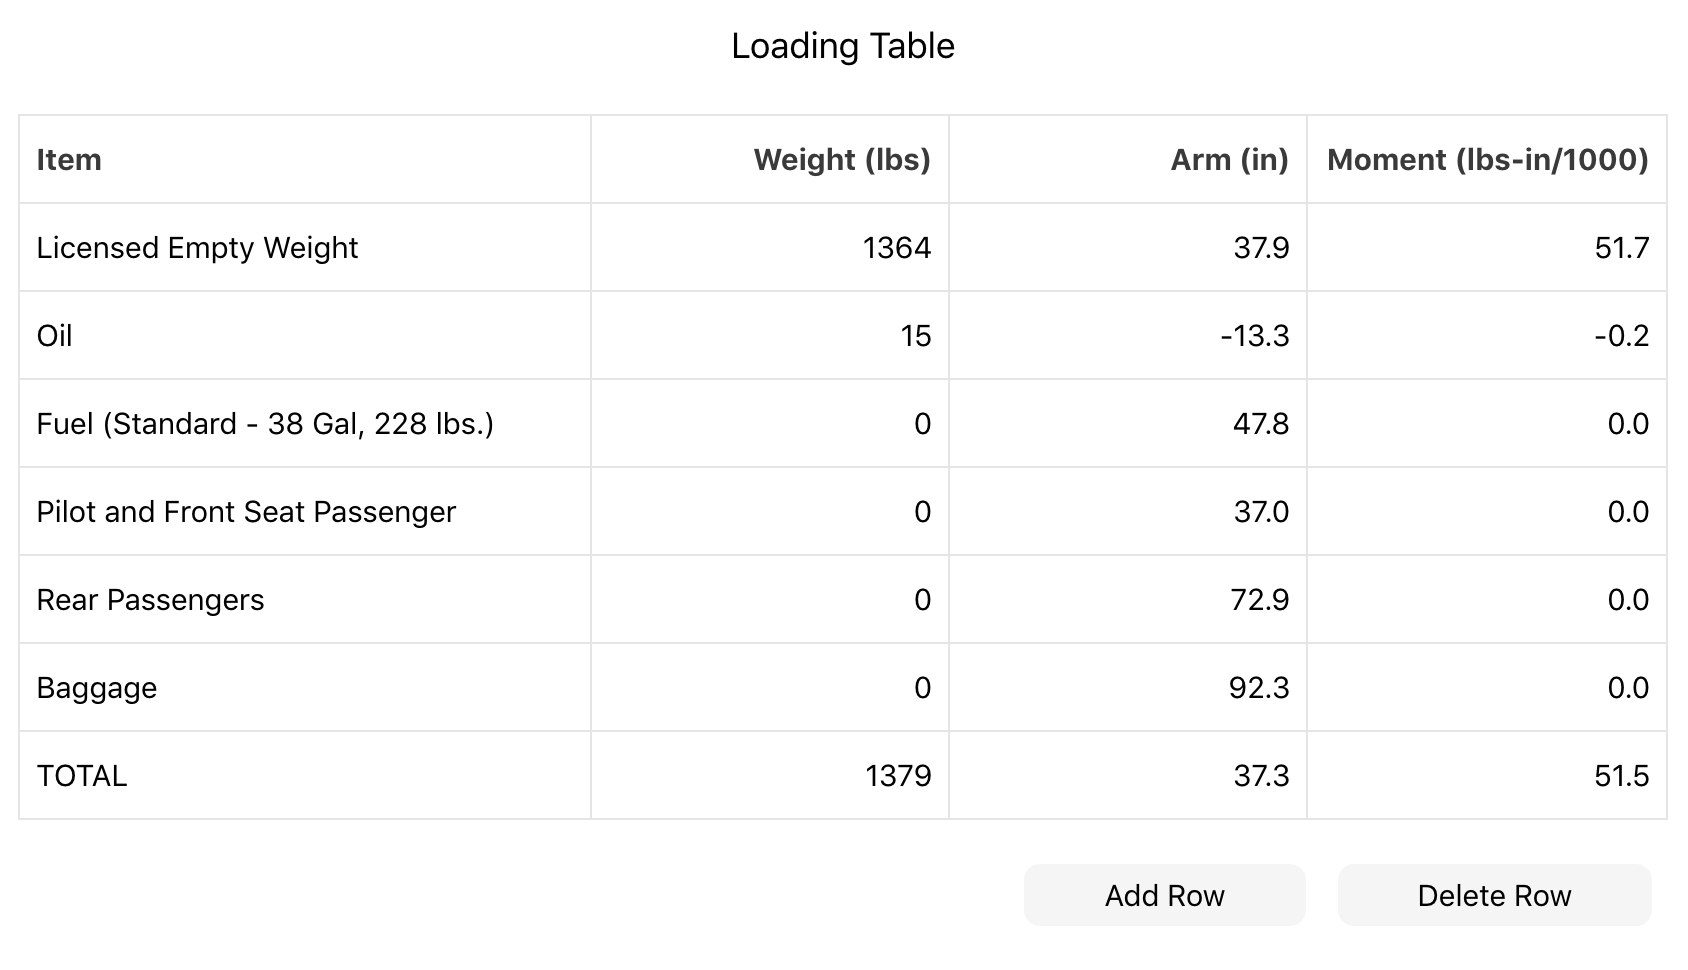 Loading Table
Item Weight (lbs) Arm (in) Moment (lbs-in/1000)
Licensed Empty Weight 1364 37.9 51.7
Oil 15 -13.3 -0.2
Fuel (Standard - 38 Gal, 228 lbs.) 0 47.8 0.0
Pilot and Front Seat Passenger 0 37.0 0.0
Rear Passengers 0 72.9 0.0
Baggage 0 92.3 0.0
TOTAL 1379 37.3 51.5
Add Row Delete Row